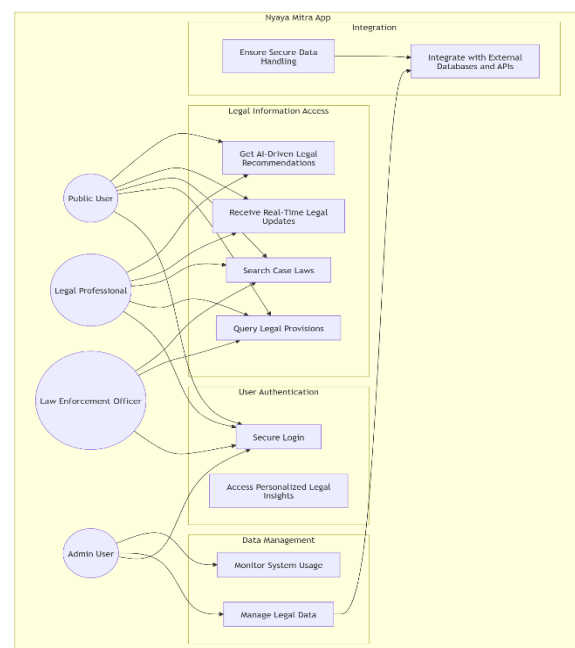 Nyaya Mitra App
Integration
Ensure Secure Data
Handling
Integrate with External
Databases and APIs
Legal Information Access
Get AI-Driven Legal
Recommendations
Public User
Receive Real-Time Legal
Updates
Search Case Laws
Legal Professional
Query Legal Provisions
Law Enforcement Officer
User Authentication
Secure Login
Access Personalized Legal
Insights
Data Management
Admin User
Monitor System Usage
Manage Legal Data